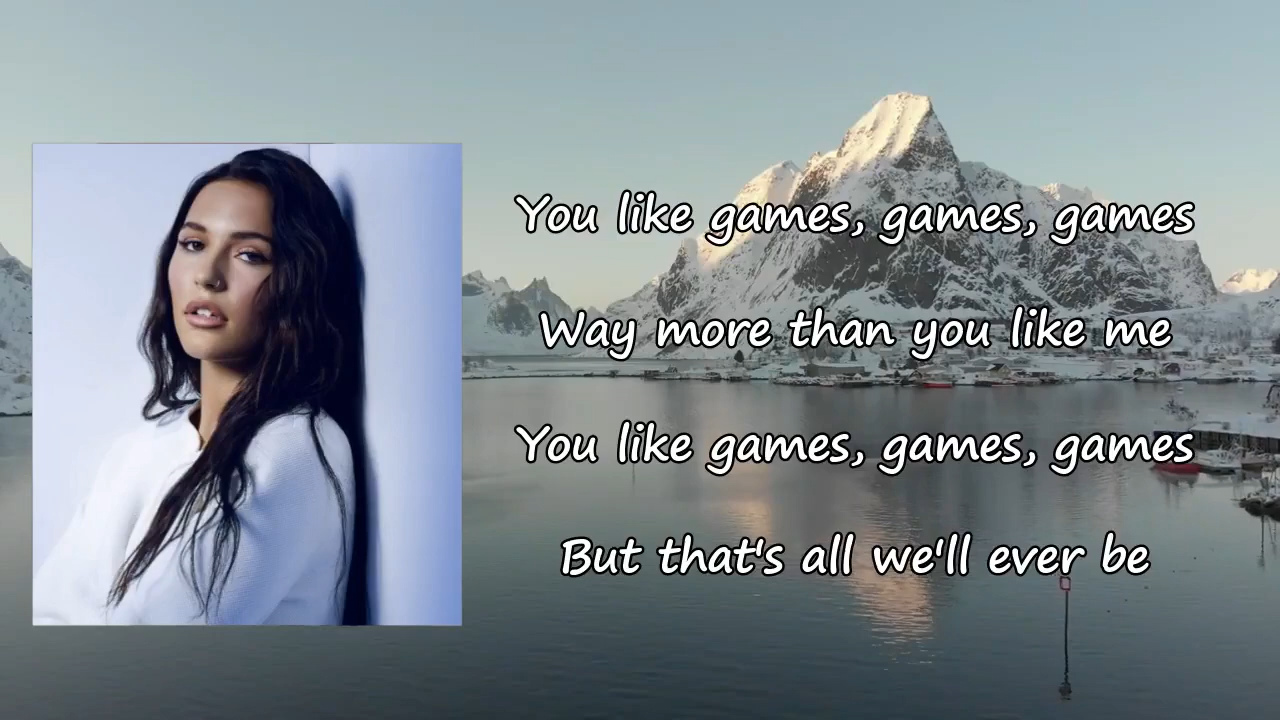 You like games, games, games
Way more than you like me
You like games, games, games
But that's all we'll ever be